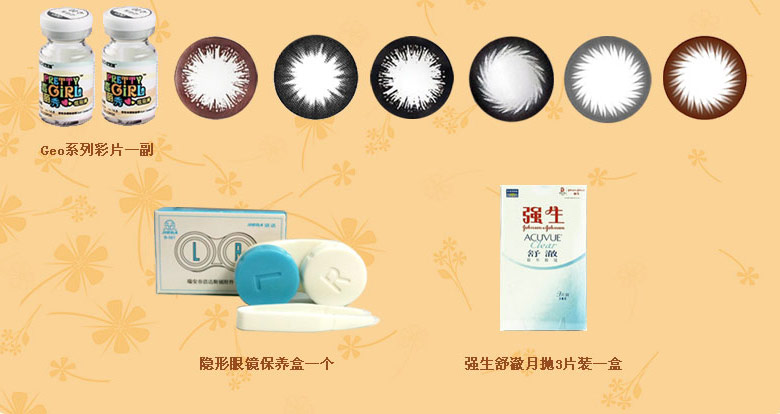 PRETTY
GiRL
PRETTY
GiRL
Geo系列彩片一副
L R
L R
强生
Johnson & Johnson
ACUVUE
Clear
舒澈
隐形眼镜保养盒一个
强生舒澈月抛3片装一盒